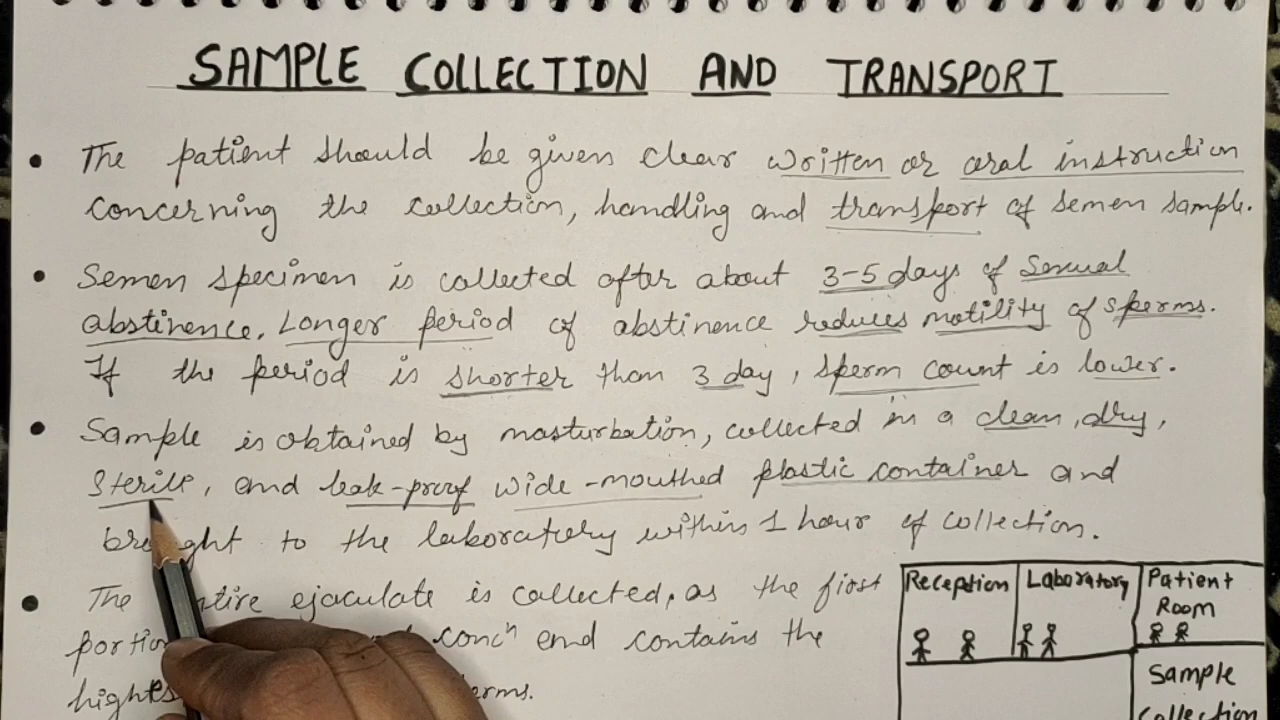 SAMPLE COLLECTION AND TRANSPORT
• The patient should be given clear written or oral instruction
concerning the collection, handling and transport of semen sample.
• Semen specimen is collected after about 3-5 days of Sexual
abstinence. Longer period of abstinence reduces motility of sperms.
If the period is shorter than 3 day, sperm count is lower.
• Sample is obtained by masturbation, collected in a clean, dry,
Sterile, and leak-proof wide-mouthed plastic container and
brought to the laboratory within 1 hour of collection.
• The entire ejaculate is collected, as the first
portion concⁿ and contains the
highest
Reception
Laboratory
Patient
Room
Sample
Collection